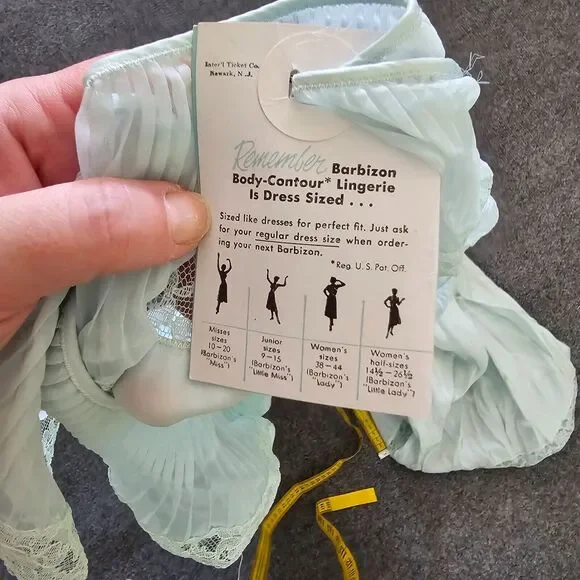 Inter'l Ticket Co.
Newark, N. J.
Remember Barbizon
Body-Contour* Lingerie
Is Dress Sized . . .
Sized like dresses for perfect fit. Just ask
for your regular dress size when order-
ing your next Barbizon.
*Reg. U. S. Pat. Off.
Misses
sizes
10–20
(Barbizon's
"Miss")
Junior
sizes
9–15
(Barbizon's
"Little Miss")
Women's
sizes
38–44
(Barbizon's
"Lady")
Women's
half-sizes
14½–26½
(Barbizon's
"Little Lady")